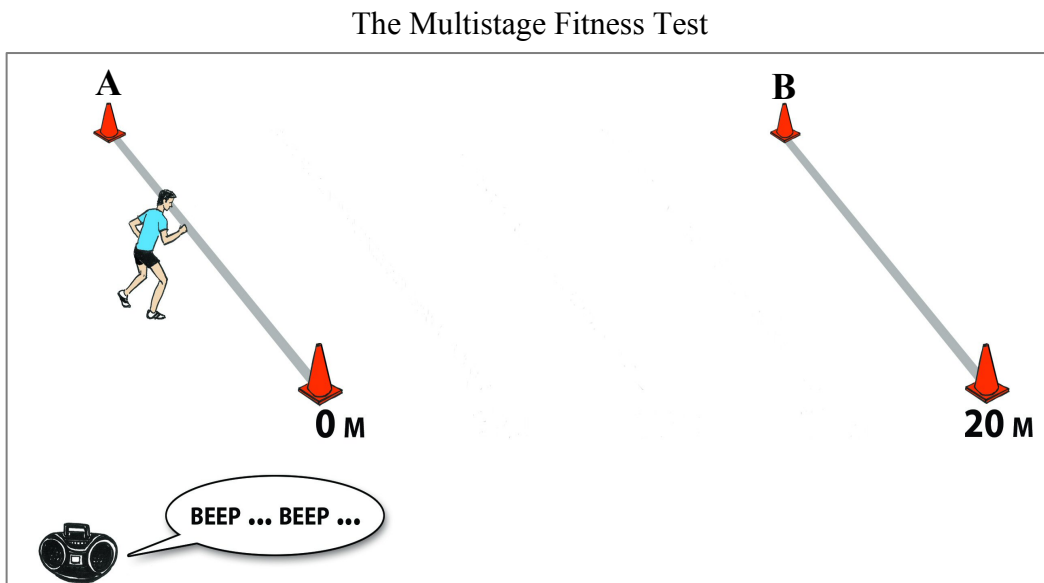 The Multistage Fitness Test
A
B
0 M
20 M
BEEP ... BEEP ...